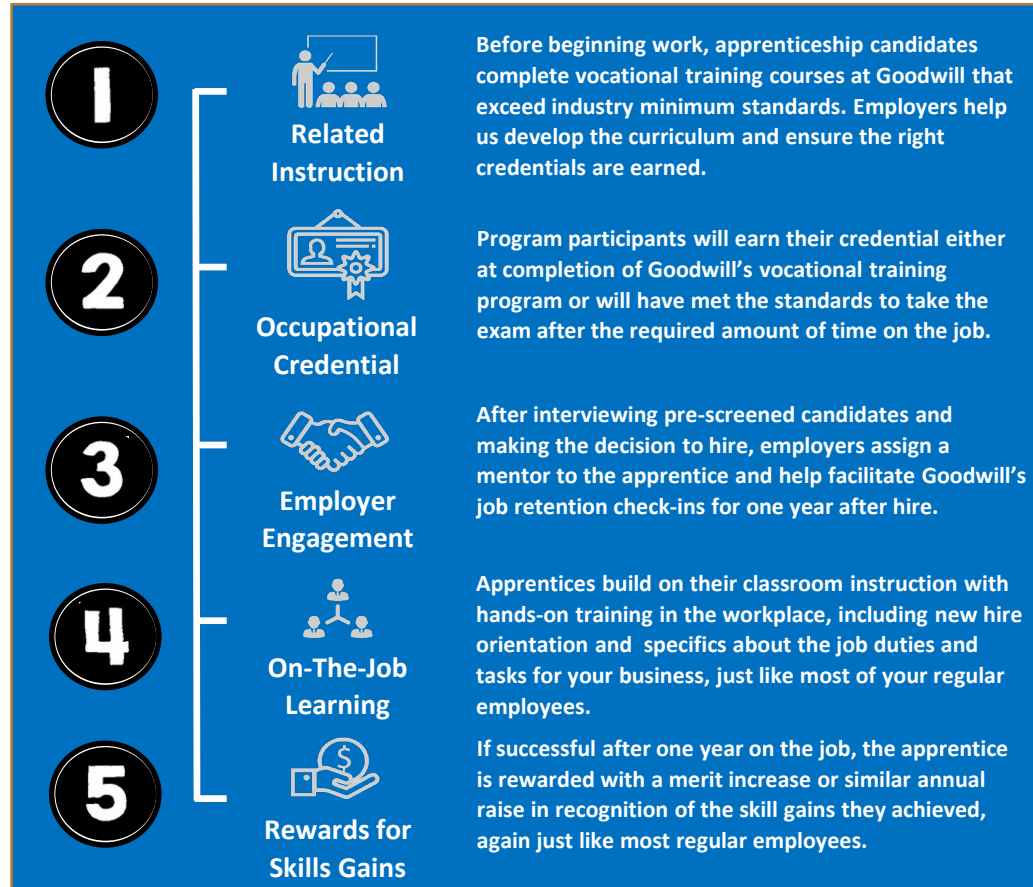 1
Related
Instruction
Before beginning work, apprenticeship candidates
complete vocational training courses at Goodwill that
exceed industry minimum standards. Employers help
us develop the curriculum and ensure the right
credentials are earned.
2
Occupational
Credential
Program participants will earn their credential either
at completion of Goodwill’s vocational training
program or will have met the standards to take the
exam after the required amount of time on the job.
3
Employer
Engagement
After interviewing pre-screened candidates and
making the decision to hire, employers assign a
mentor to the apprentice and help facilitate Goodwill’s
job retention check-ins for one year after hire.
4
On-The-Job
Learning
Apprentices build on their classroom instruction with
hands-on training in the workplace, including new hire
orientation and  specifics about the job duties and
tasks for your business, just like most of your regular
employees.
5
$
Rewards for
Skills Gains
If successful after one year on the job, the apprentice
is rewarded with a merit increase or similar annual
raise in recognition of the skill gains they achieved,
again just like most regular employees.